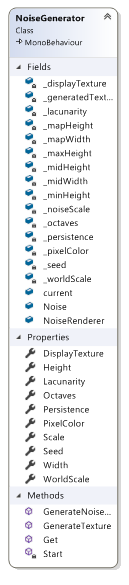 NoiseGenerator
Class
MonoBehaviour
Fields
_displayTexture
_generatedText...
_lacunarity
_mapHeight
_mapWidth
_maxHeight
_midHeight
_midWidth
_minHeight
_noiseScale
_octaves
_persistence
_pixelColor
_seed
_worldScale
current
Noise
NoiseRenderer
Properties
DisplayTexture
Height
Lacunarity
Octaves
Persistence
PixelColor
Scale
Seed
Width
WorldScale
Methods
GenerateNoise...
GenerateTexture
Get
Start